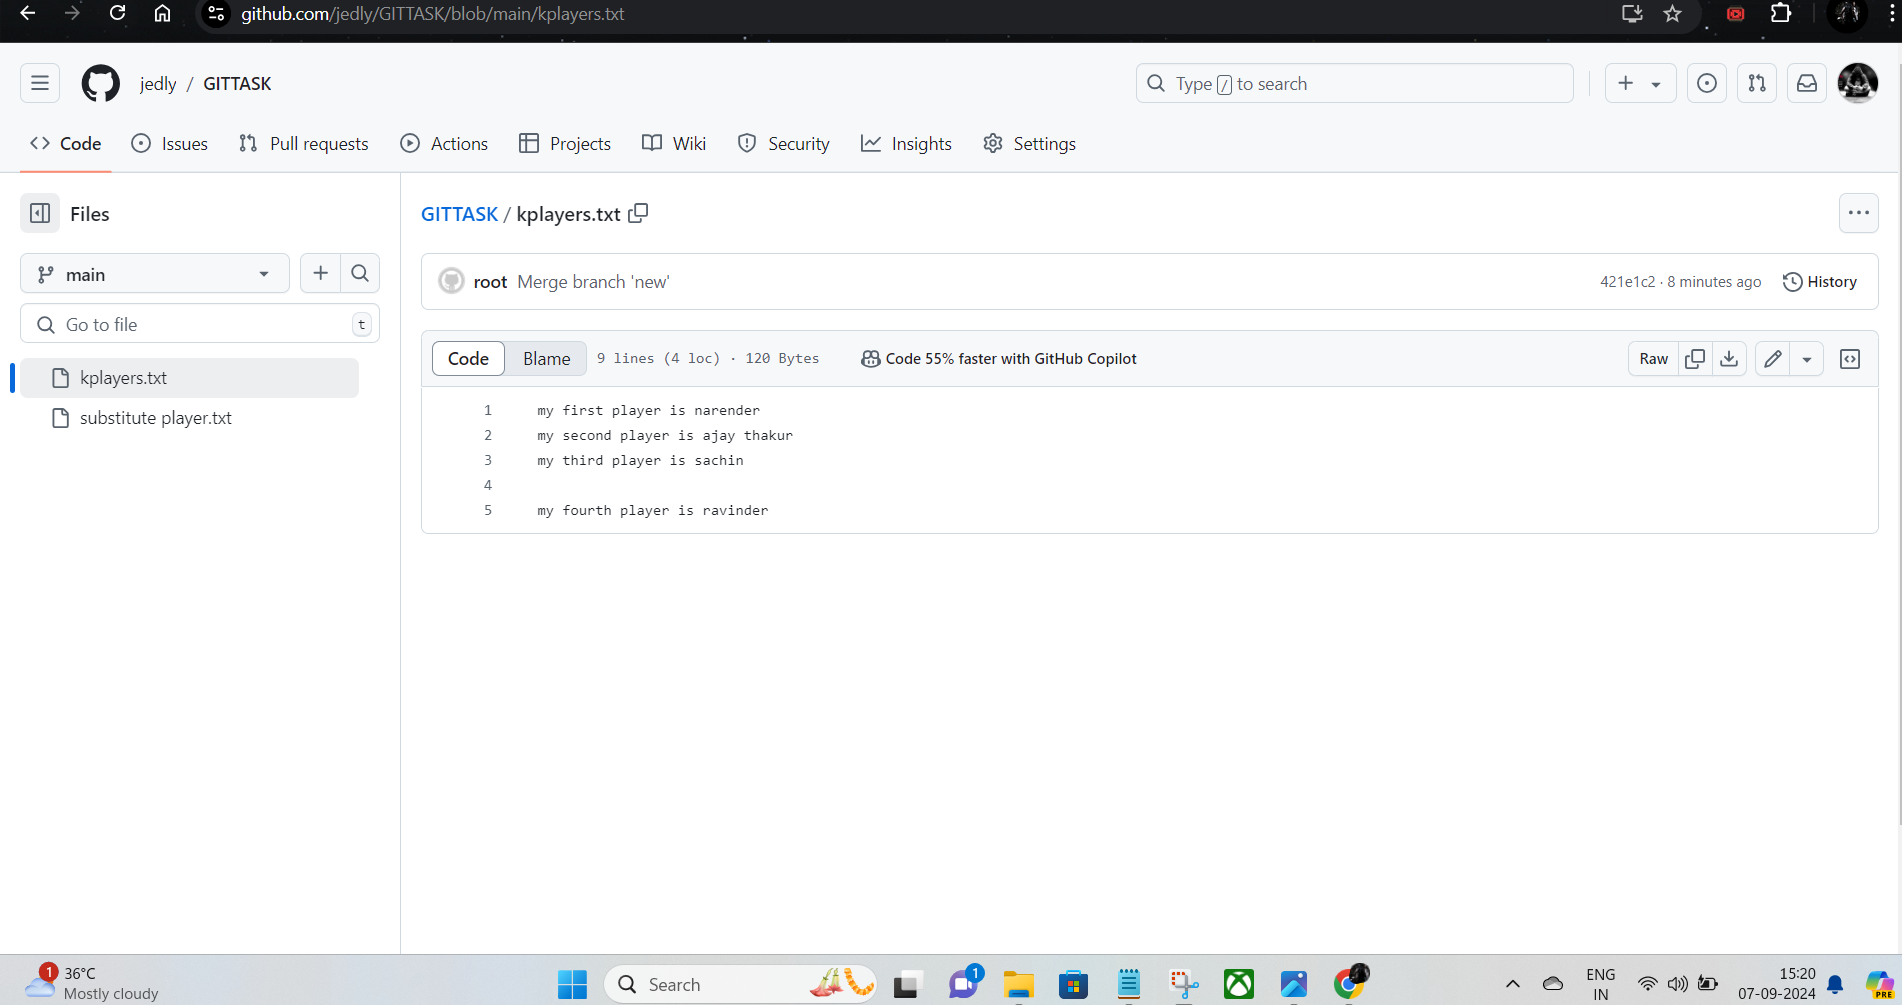 github.com/jedly/GITTASK/blob/main/kplayers.txt
jedly / GITTASK
Type / to search
Code Issues Pull requests Actions Projects Wiki Security Insights Settings
Files
main
Go to file t
kplayers.txt
substitute player.txt
GITTASK / kplayers.txt
root Merge branch 'new' 421e1c2 · 8 minutes ago History
Code Blame 9 lines (4 loc) · 120 Bytes Code 55% faster with GitHub Copilot Raw
1 my first player is narender
2 my second player is ajay thakur
3 my third player is sachin
4
5 my fourth player is ravinder
1 36°C
Mostly cloudy
Search
1
ENG
IN
15:20
07-09-2024
PRE